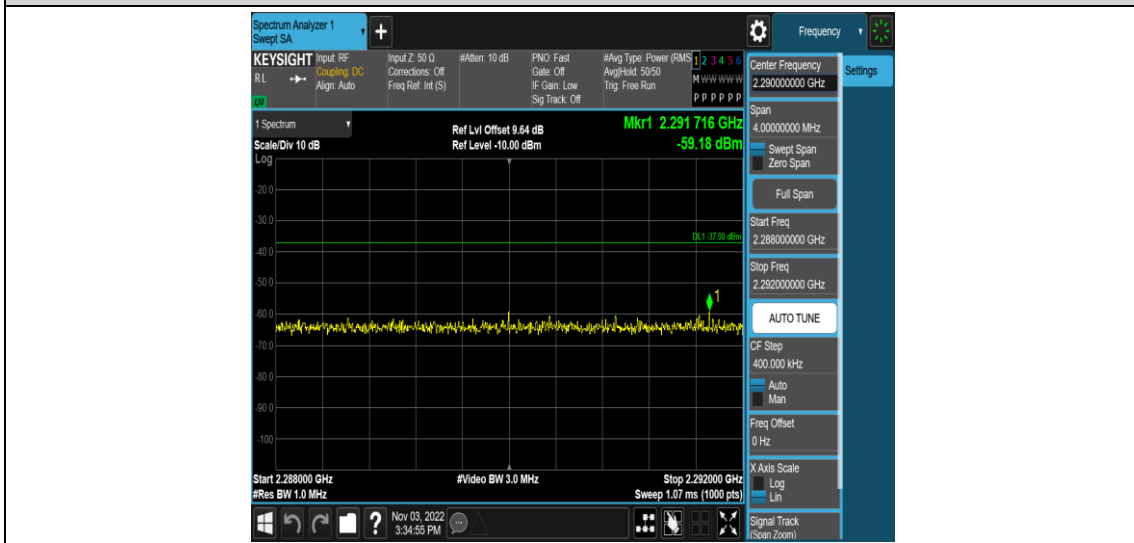 Spectrum Analyzer 1
Swept SA
+
Frequency
KEYSIGHT
RL
LXI
Input: RF
Coupling: DC
Align: Auto
Input Z: 50 Ω
Corrections: Off
Freq Ref: Int (S)
#Atten: 10 dB
PNO: Fast
Gate: Off
IF Gain: Low
Sig Track: Off
#Avg Type: Power (RMS
Avg|Hold: 50/50
Trig: Free Run
1 2 3 4 5 6
M W W W W W
P P P P P P
1 Spectrum
Scale/Div 10 dB
Ref Lvl Offset 9.64 dB
Ref Level -10.00 dBm
Mkr1 2.291 716 GHz
-59.18 dBm
Log
-20.0
-30.0
DL1 -37.00 dBm
-40.0
-50.0
1
-60.0
-70.0
-80.0
-90.0
-100
Start 2.288000 GHz
#Video BW 3.0 MHz
Stop 2.292000 GHz
#Res BW 1.0 MHz
Sweep 1.07 ms (1000 pts)
?
Nov 03, 2022
3:34:55 PM
Center Frequency
2.290000000 GHz
Settings
Span
4.00000000 MHz
Swept Span
Zero Span
Full Span
Start Freq
2.288000000 GHz
Stop Freq
2.292000000 GHz
AUTO TUNE
CF Step
400.000 kHz
Auto
Man
Freq Offset
0 Hz
X Axis Scale
Log
Lin
Signal Track
(Span Zoom)